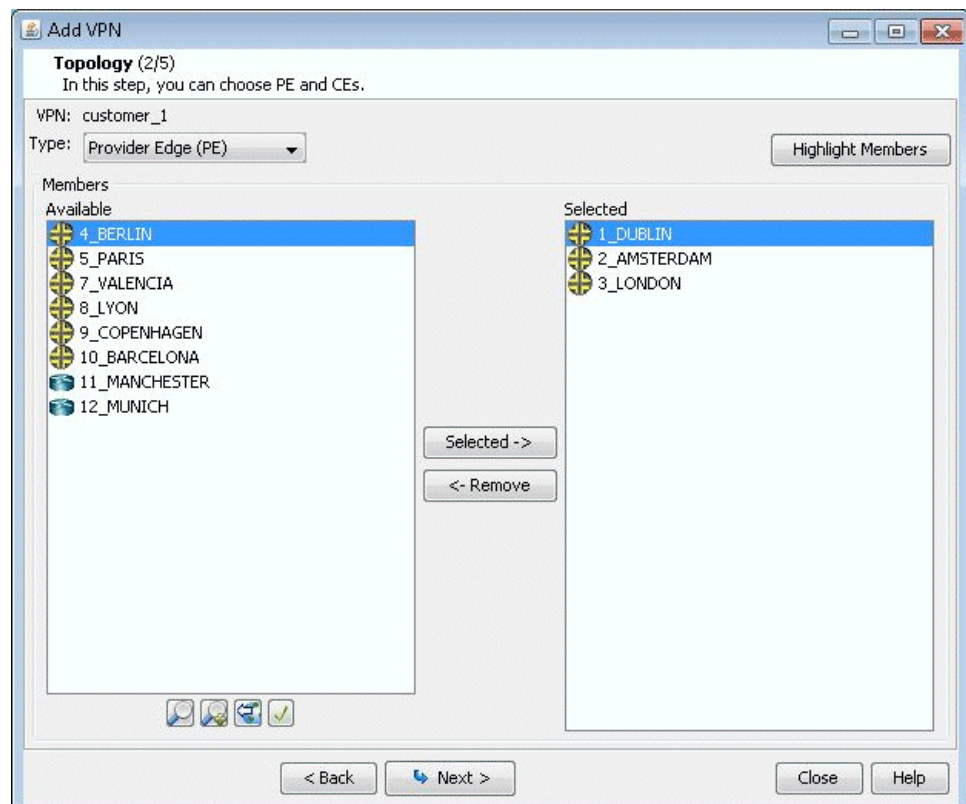 Add VPN
Topology (2/5)
In this step, you can choose PE and CEs.
VPN: customer_1
Type: Provider Edge (PE)
Highlight Members
Members
Available
4_BERLIN
5_PARIS
7_VALENCIA
8_LYON
9_COPENHAGEN
10_BARCELONA
11_MANCHESTER
12_MUNICH
Selected ->
<- Remove
Selected
1_DUBLIN
2_AMSTERDAM
3_LONDON
< Back
Next >
Close
Help